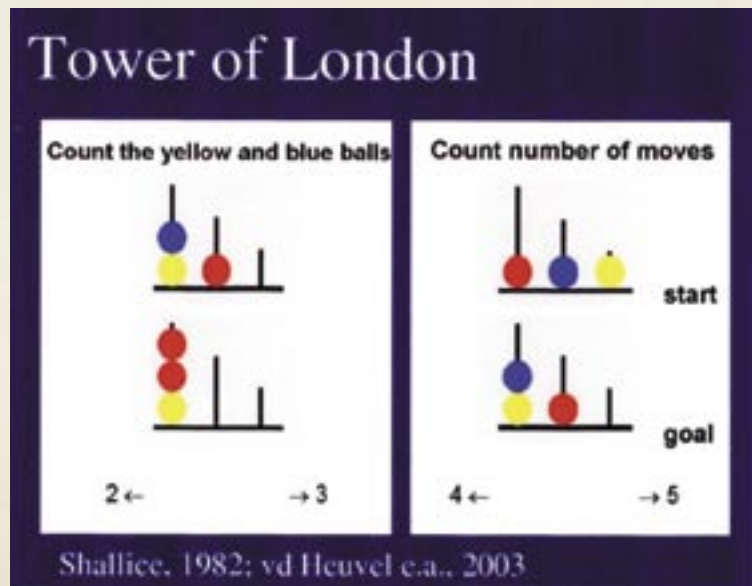 Tower of London
Count the yellow and blue balls
2 ← → 3
Count number of moves
start
goal
4 ← → 5
Shallice, 1982; vd Heuvel e.a., 2003